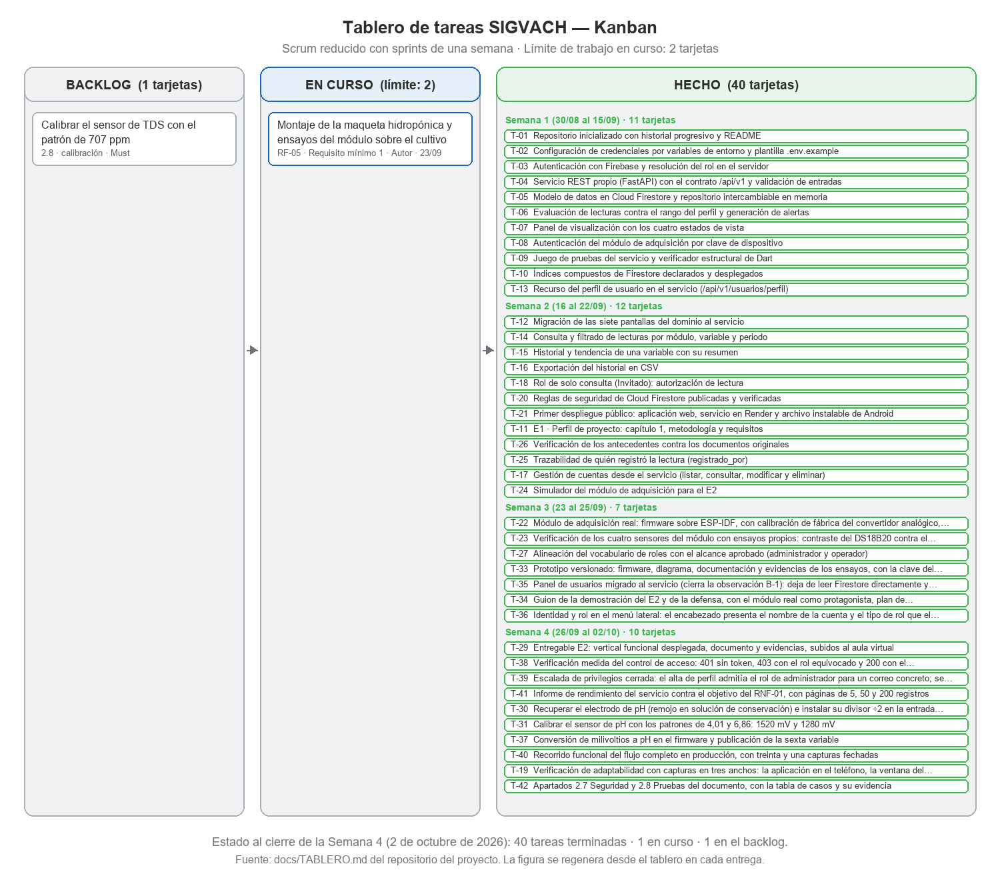 Tablero de tareas SIGVACH — Kanban
Scrum reducido con sprints de una semana · Límite de trabajo en curso: 2 tarjetas
BACKLOG (1 tarjetas)
Calibrar el sensor de TDS con el
patrón de 707 ppm
2.8 · calibración · Must
EN CURSO (límite: 2)
Montaje de la maqueta hidropónica y
ensayos del módulo sobre el cultivo
RF-05 · Requisito mínimo 1 · Autor · 23/09
HECHO (40 tarjetas)
Semana 1 (30/08 al 15/09) · 11 tarjetas
T-01 Repositorio inicializado con historial progresivo y README
T-02 Configuración de credenciales por variables de entorno y plantilla .env.example
T-03 Autenticación con Firebase y resolución del rol en el servidor
T-04 Servicio REST propio (FastAPI) con el contrato /api/v1 y validación de entradas
T-05 Modelo de datos en Cloud Firestore y repositorio intercambiable en memoria
T-06 Evaluación de lecturas contra el rango del perfil y generación de alertas
T-07 Panel de visualización con los cuatro estados de vista
T-08 Autenticación del módulo de adquisición por clave de dispositivo
T-09 Juego de pruebas del servicio y verificador estructural de Dart
T-10 Índices compuestos de Firestore declarados y desplegados
T-13 Recurso del perfil de usuario en el servicio (/api/v1/usuarios/perfil)
Semana 2 (16 al 22/09) · 12 tarjetas
T-12 Migración de las siete pantallas del dominio al servicio
T-14 Consulta y filtrado de lecturas por módulo, variable y periodo
T-15 Historial y tendencia de una variable con su resumen
T-16 Exportación del historial en CSV
T-18 Rol de solo consulta (Invitado): autorización de lectura
T-20 Reglas de seguridad de Cloud Firestore publicadas y verificadas
T-21 Primer despliegue público: aplicación web, servicio en Render y archivo instalable de Android
T-11 E1 · Perfil de proyecto: capítulo 1, metodología y requisitos
T-26 Verificación de los antecedentes contra los documentos originales
T-25 Trazabilidad de quién registró la lectura (registrado_por)
T-17 Gestión de cuentas desde el servicio (listar, consultar, modificar y eliminar)
T-24 Simulador del módulo de adquisición para el E2
Semana 3 (23 al 25/09) · 7 tarjetas
T-22 Módulo de adquisición real: firmware sobre ESP-IDF, con calibración de fábrica del convertidor analógico,…
T-23 Verificación de los cuatro sensores del módulo con ensayos propios: contraste del DS18B20 contra el…
T-27 Alineación del vocabulario de roles con el alcance aprobado (administrador y operador)
T-33 Prototipo versionado: firmware, diagrama, documentación y evidencias de los ensayos, con la clave del…
T-35 Panel de usuarios migrado al servicio (cierra la observación B-1): deja de leer Firestore directamente y…
T-34 Guion de la demostración del E2 y de la defensa, con el módulo real como protagonista, plan de…
T-36 Identidad y rol en el menú lateral: el encabezado presenta el nombre de la cuenta y el tipo de rol que el…
Semana 4 (26/09 al 02/10) · 10 tarjetas
T-29 Entregable E2: vertical funcional desplegada, documento y evidencias, subidos al aula virtual
T-38 Verificación medida del control de acceso: 401 sin token, 403 con el rol equivocado y 200 con el…
T-39 Escalada de privilegios cerrada: el alta de perfil admitía el rol de administrador para un correo concreto; se…
T-41 Informe de rendimiento del servicio contra el objetivo del RNF-01, con páginas de 5, 50 y 200 registros
T-30 Recuperar el electrodo de pH (remojo en solución de conservación) e instalar su divisor ÷2 en la entrada…
T-31 Calibrar el sensor de pH con los patrones de 4,01 y 6,86: 1520 mV y 1280 mV
T-37 Conversión de milivoltios a pH en el firmware y publicación de la sexta variable
T-40 Recorrido funcional del flujo completo en producción, con treinta y una capturas fechadas
T-19 Verificación de adaptabilidad con capturas en tres anchos: la aplicación en el teléfono, la ventana del…
T-42 Apartados 2.7 Seguridad y 2.8 Pruebas del documento, con la tabla de casos y su evidencia
Estado al cierre de la Semana 4 (2 de octubre de 2026): 40 tareas terminadas · 1 en curso · 1 en el backlog.
Fuente: docs/TABLERO.md del repositorio del proyecto. La figura se regenera desde el tablero en cada entrega.